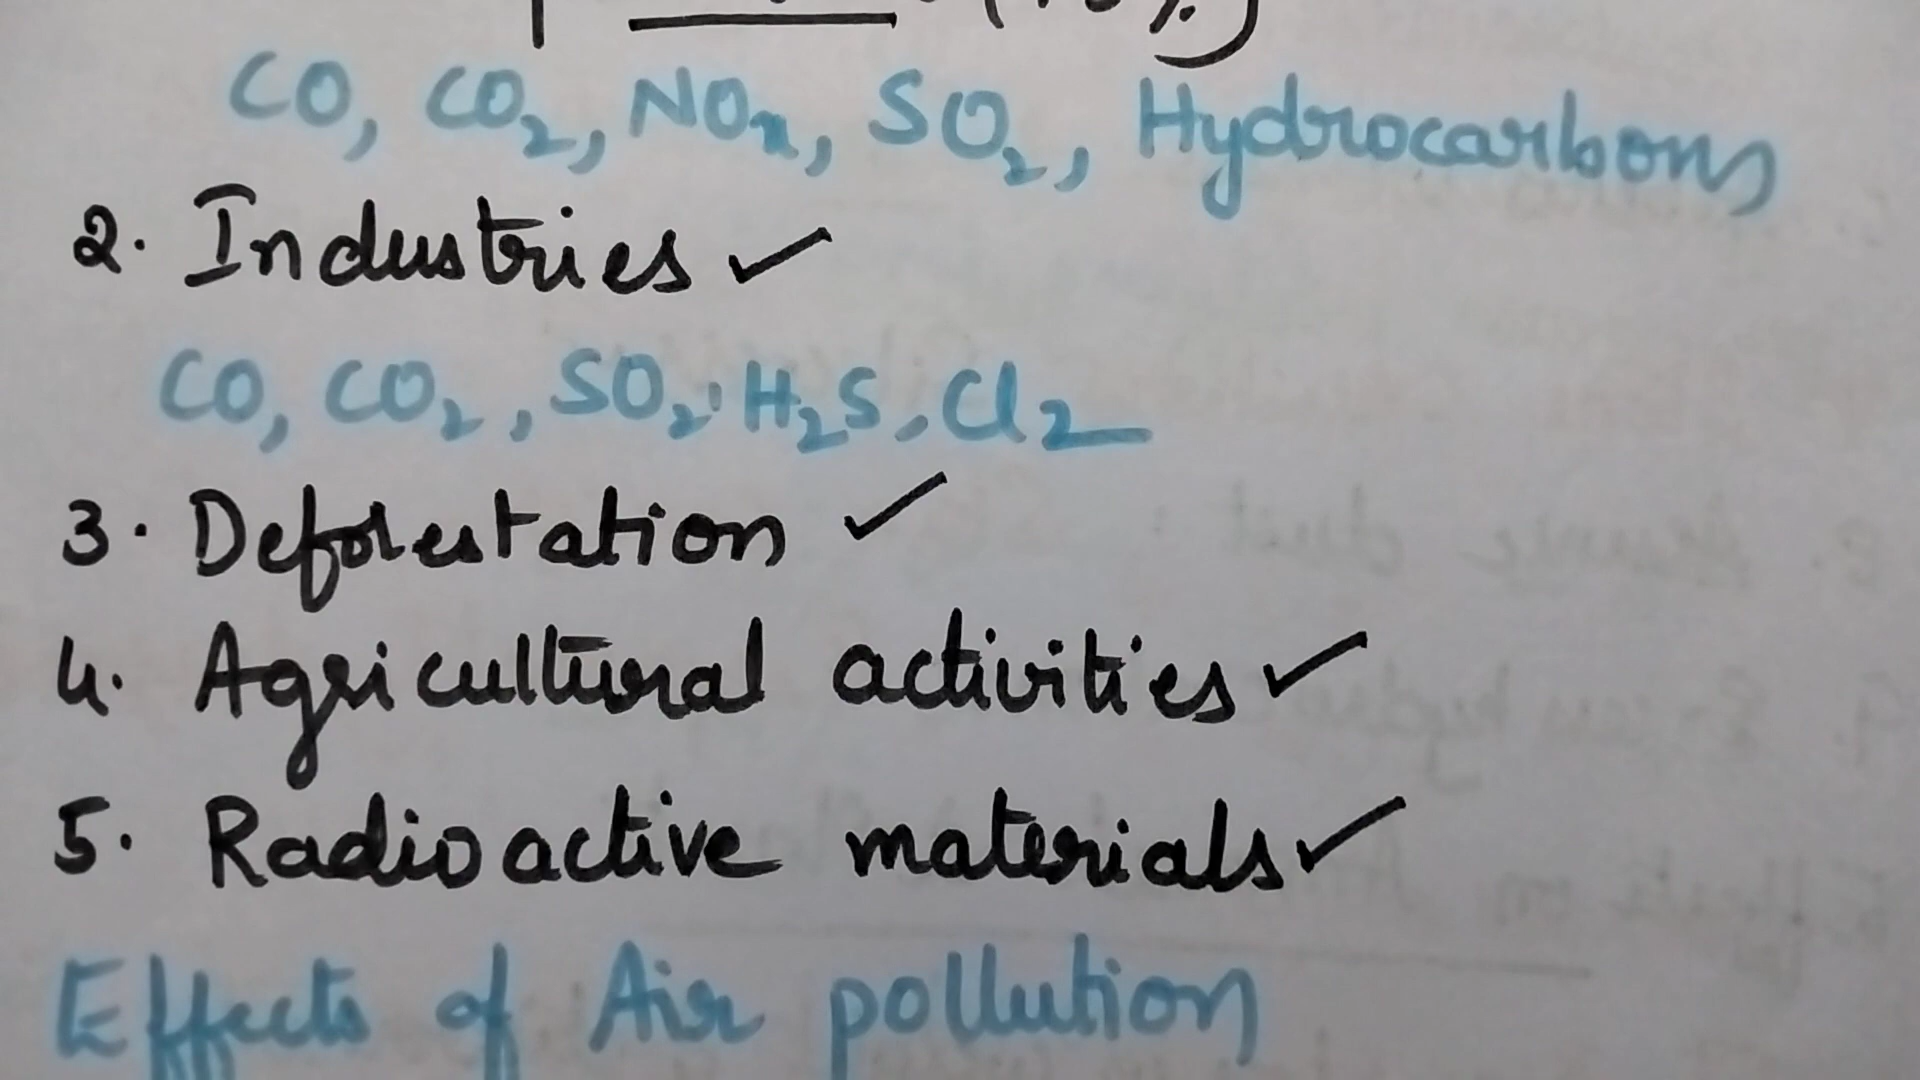 CO, CO₂, NOx, SO₂, Hydrocarbons
2. Industries ✓
CO, CO₂, SO₂, H₂S, Cl₂
3. Deforestation ✓
4. Agricultural activities ✓
5. Radioactive materials ✓
Effects of Air pollution